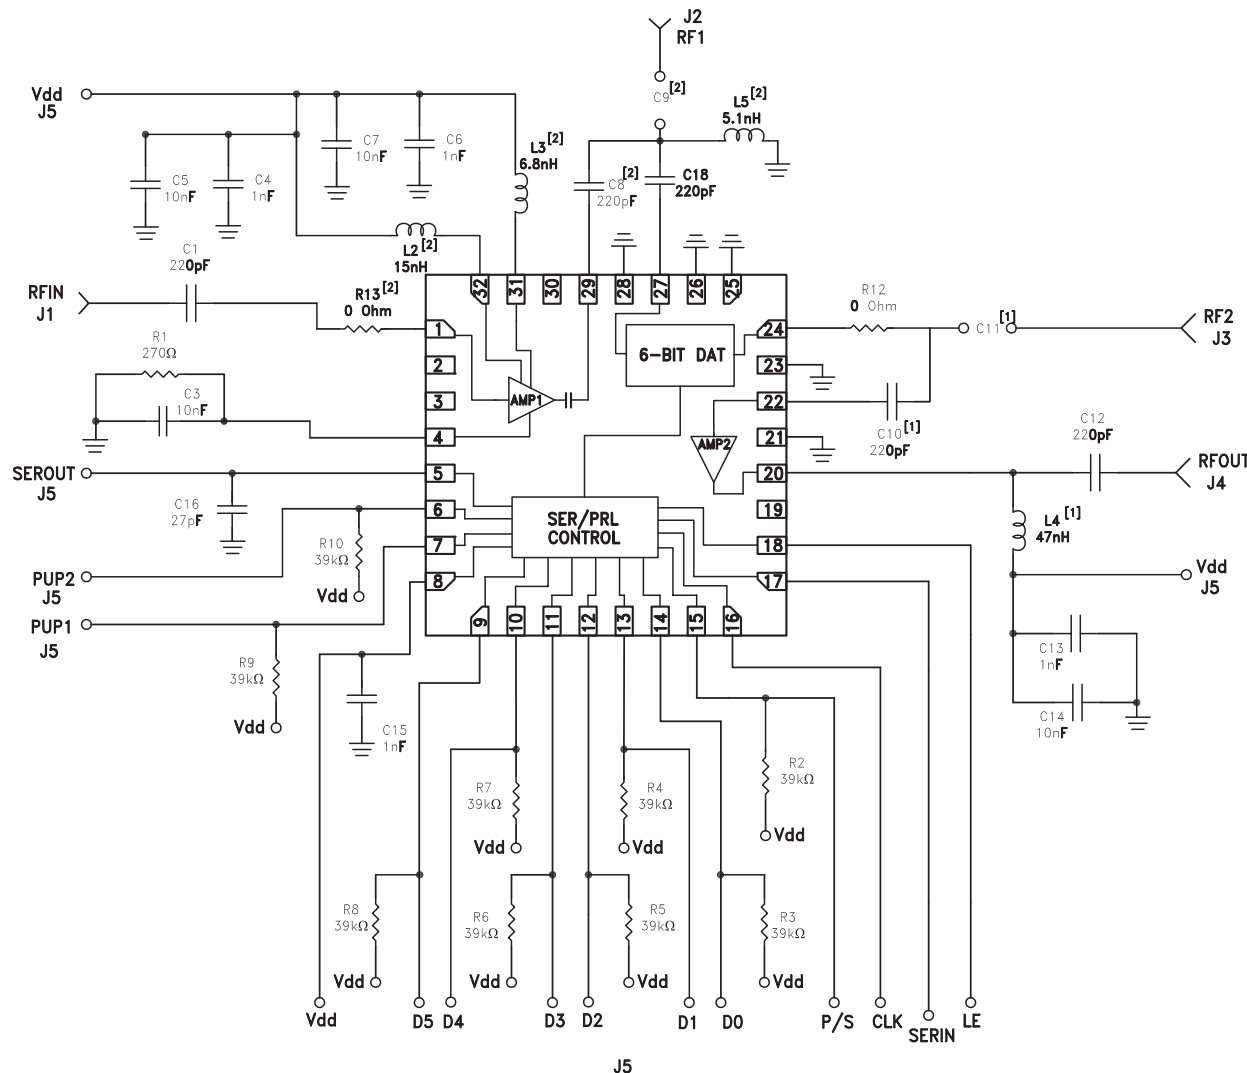 J2
RF1
C9[2]
L5[2]
5.1nH
Vdd
J5
C7
10nF
C6
1nF
L3[2]
6.8nH
C5
10nF
C4
1nF
C8[2]
220pF
C18
220pF
L2[2]
15nH
C1
220pF
RFIN
J1
R13[2]
0 Ohm
32
31
30
29
28
27
26
25
R12
0 Ohm
C11[1]
RF2
J3
1
2
3
4
5
6
7
8
AMP1
6-BIT DAT
AMP2
24
23
22
21
20
19
18
17
R1
270Ω
C3
10nF
C10[1]
220pF
C12
220pF
RFOUT
J4
SEROUT
J5
C16
27pF
SER/PRL
CONTROL
L4[1]
47nH
R10
39kΩ
Vdd
PUP2
J5
PUP1
J5
Vdd
J5
9
10
11
12
13
14
15
16
R9
39kΩ
Vdd
C15
1nF
C13
1nF
C14
10nF
R7
39kΩ
Vdd
R4
39kΩ
Vdd
R2
39kΩ
Vdd
R8
39kΩ
Vdd
R6
39kΩ
Vdd
R5
39kΩ
Vdd
R3
39kΩ
Vdd
Vdd
D5
D4
D3
D2
D1
D0
P/S
CLK
SERIN
LE
J5